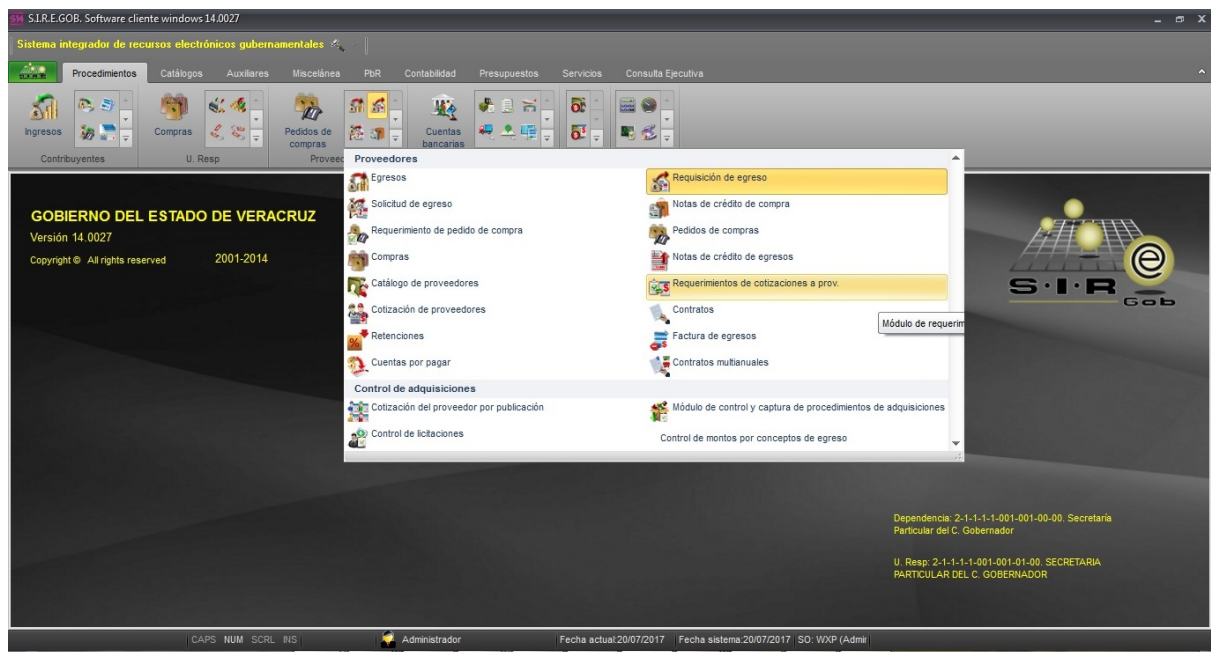 S.I.R.E.GOB. Software cliente windows 14.0027
Sistema integrador de recursos electrónicos gubernamentales
Procedimientos Catálogos Auxiliares Miscelánea PbR Contabilidad Presupuestos Servicios Consulta Ejecutiva
Ingresos Compras Pedidos de compras Cuentas bancarias
Contribuyentes U. Resp Proveed
Proveedores
Egresos Requisición de egreso
Solicitud de egreso Notas de crédito de compra
Requerimiento de pedido de compra Pedidos de compras
Compras Notas de crédito de egresos
Catálogo de proveedores Requerimientos de cotizaciones a prov.
Cotización de proveedores Contratos
Módulo de requerim
Retenciones Factura de egresos
Cuentas por pagar Contratos multianuales
Control de adquisiciones
Cotización del proveedor por publicación Módulo de control y captura de procedimientos de adquisiciones
Control de licitaciones Control de montos por conceptos de egreso
GOBIERNO DEL ESTADO DE VERACRUZ
Versión 14.0027
Copyright © All rights reserved 2001-2014
S·I·R e
Gob
Dependencia: 2-1-1-1-1-001-001-00-00. Secretaría
Particular del C. Gobernador
U. Resp: 2-1-1-1-1-001-001-01-00. SECRETARIA
PARTICULAR DEL C. GOBERNADOR
CAPS NUM SCRL INS Administrador Fecha actual:20/07/2017 Fecha sistema:20/07/2017 SO: WXP (Admir